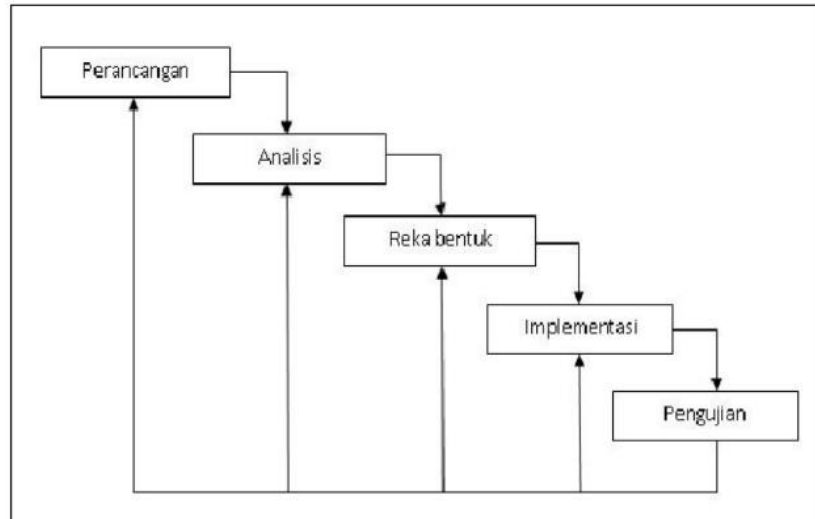 Perancangan
Analisis
Reka bentuk
Implementasi
Pengujian